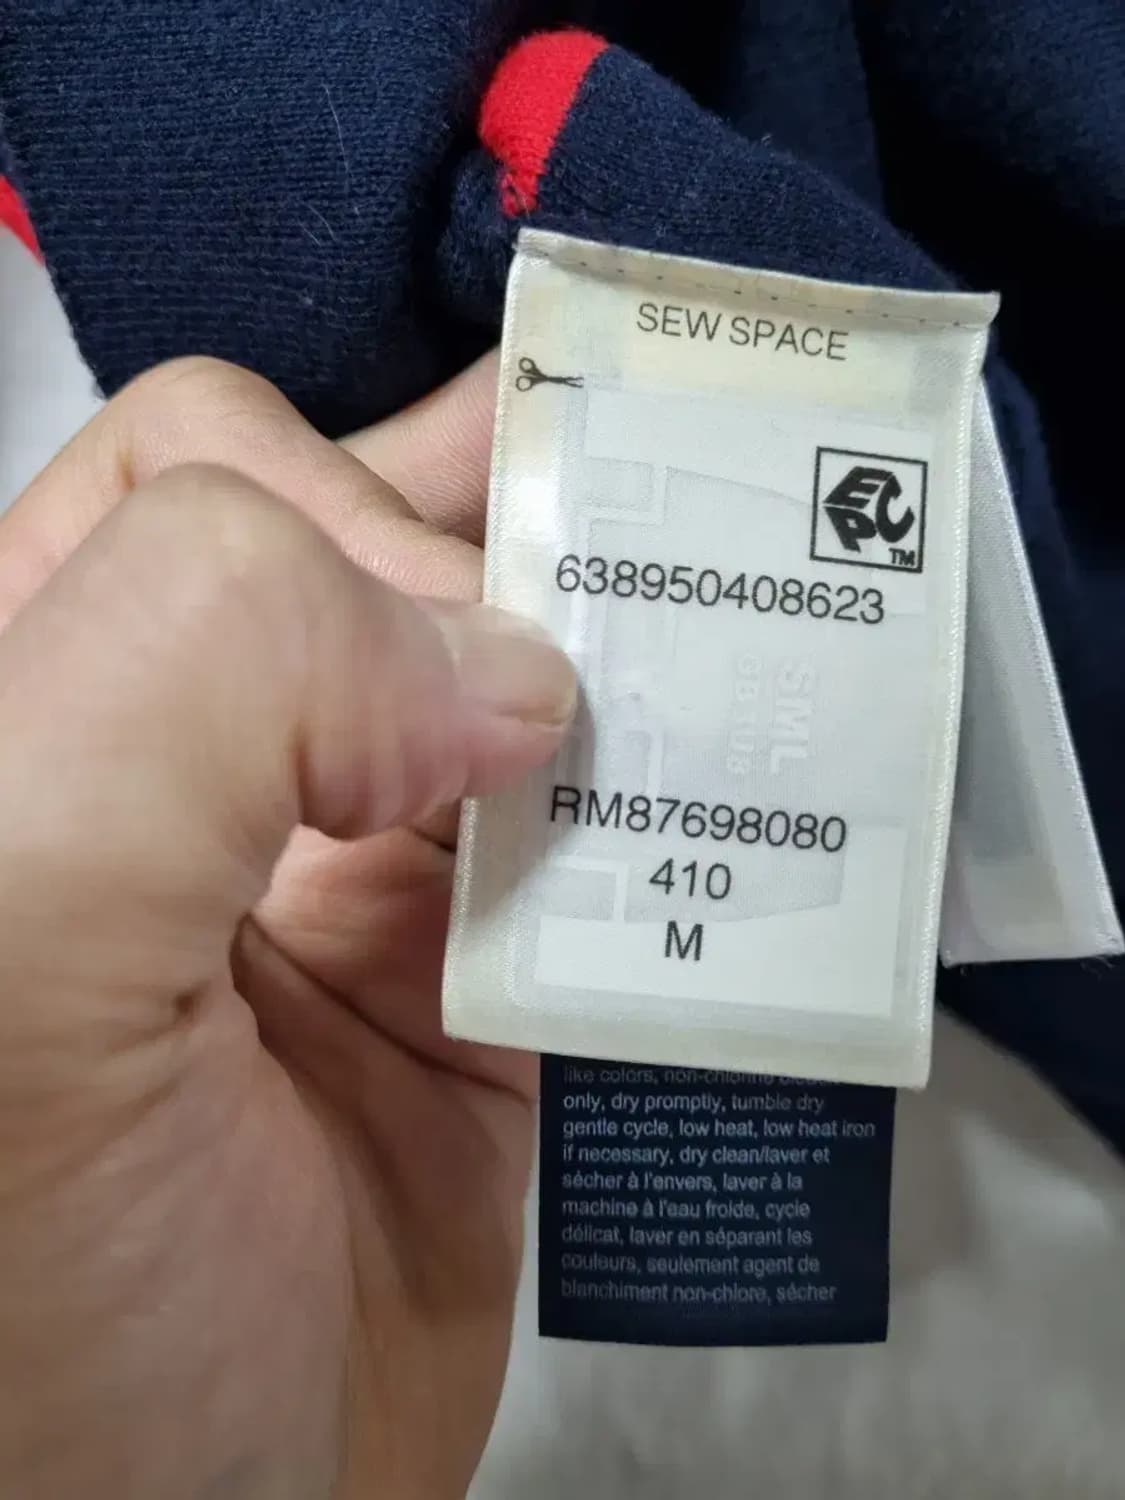 SEW SPACE
EPC
TM
638950408623
SML
RM87698080
410
M
like colors, non-chlorine
only, dry promptly, tumble dry
gentle cycle, low heat, low heat iron
if necessary, dry clean/laver et
sécher à l'envers, laver à la
machine à l'eau froide, cycle
délicat, laver en séparant les
couleurs, seulement agent de
blanchiment non-chlore, sécher